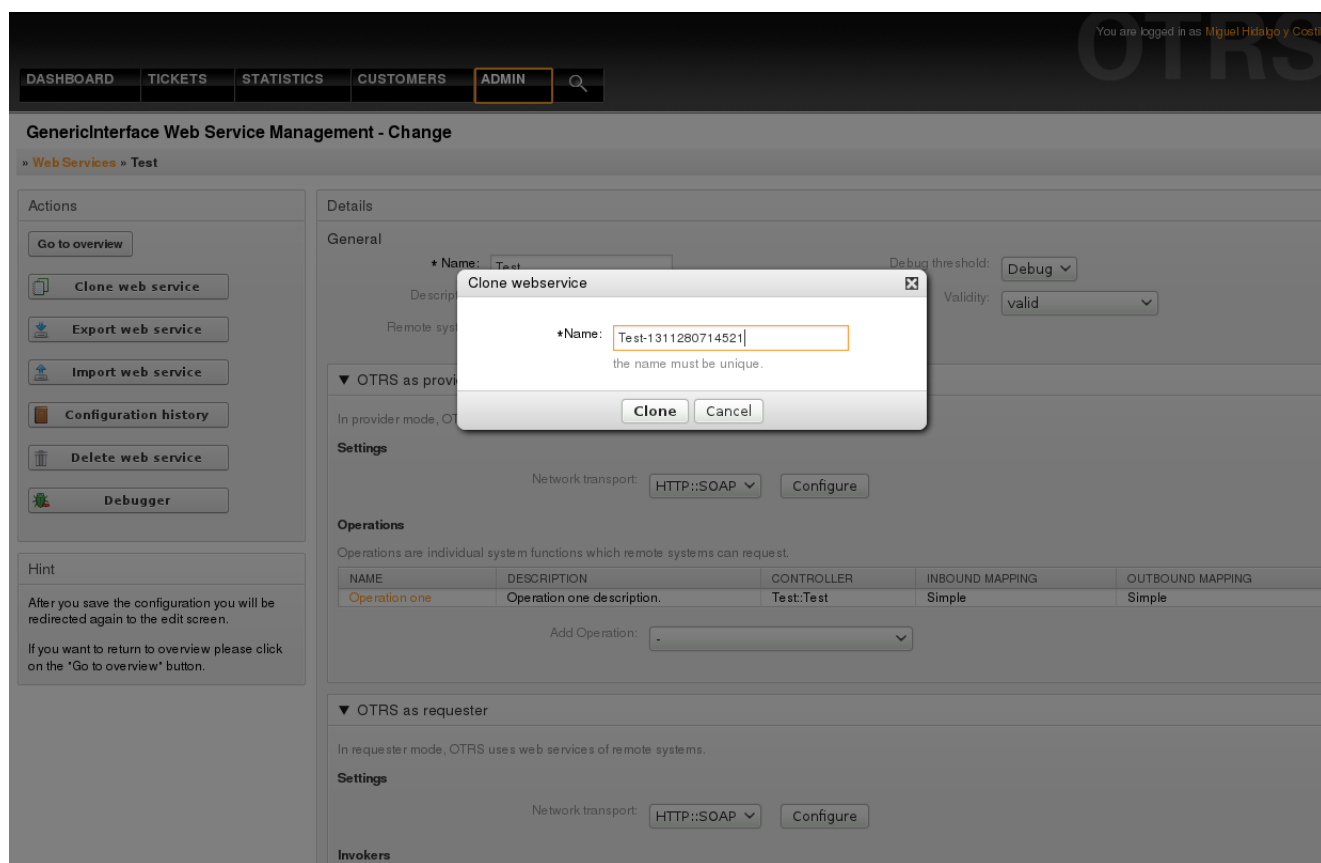 OTRS
You are logged in as Miguel Hidalgo y Costi
DASHBOARD TICKETS STATISTICS CUSTOMERS ADMIN
GenericInterface Web Service Management - Change
» Web Services » Test
Actions
Go to overview
Clone web service
Export web service
Import web service
Configuration history
Delete web service
Debugger
Hint
After you save the configuration you will be
redirected again to the edit screen.
If you want to return to overview please click
on the "Go to overview" button.
Details
General
* Name: Test
Descrip
Remote syst
Debug threshold: Debug
Validity: valid
Clone webservice
*Name: Test-1311280714521
the name must be unique.
Clone Cancel
▼ OTRS as provi
In provider mode, OT
Settings
Network transport: HTTP::SOAP Configure
Operations
Operations are individual system functions which remote systems can request.
NAME DESCRIPTION CONTROLLER INBOUND MAPPING OUTBOUND MAPPING
Operation one Operation one description. Test::Test Simple Simple
Add Operation: -
▼ OTRS as requester
In requester mode, OTRS uses web services of remote systems.
Settings
Network transport: HTTP::SOAP Configure
Invokers